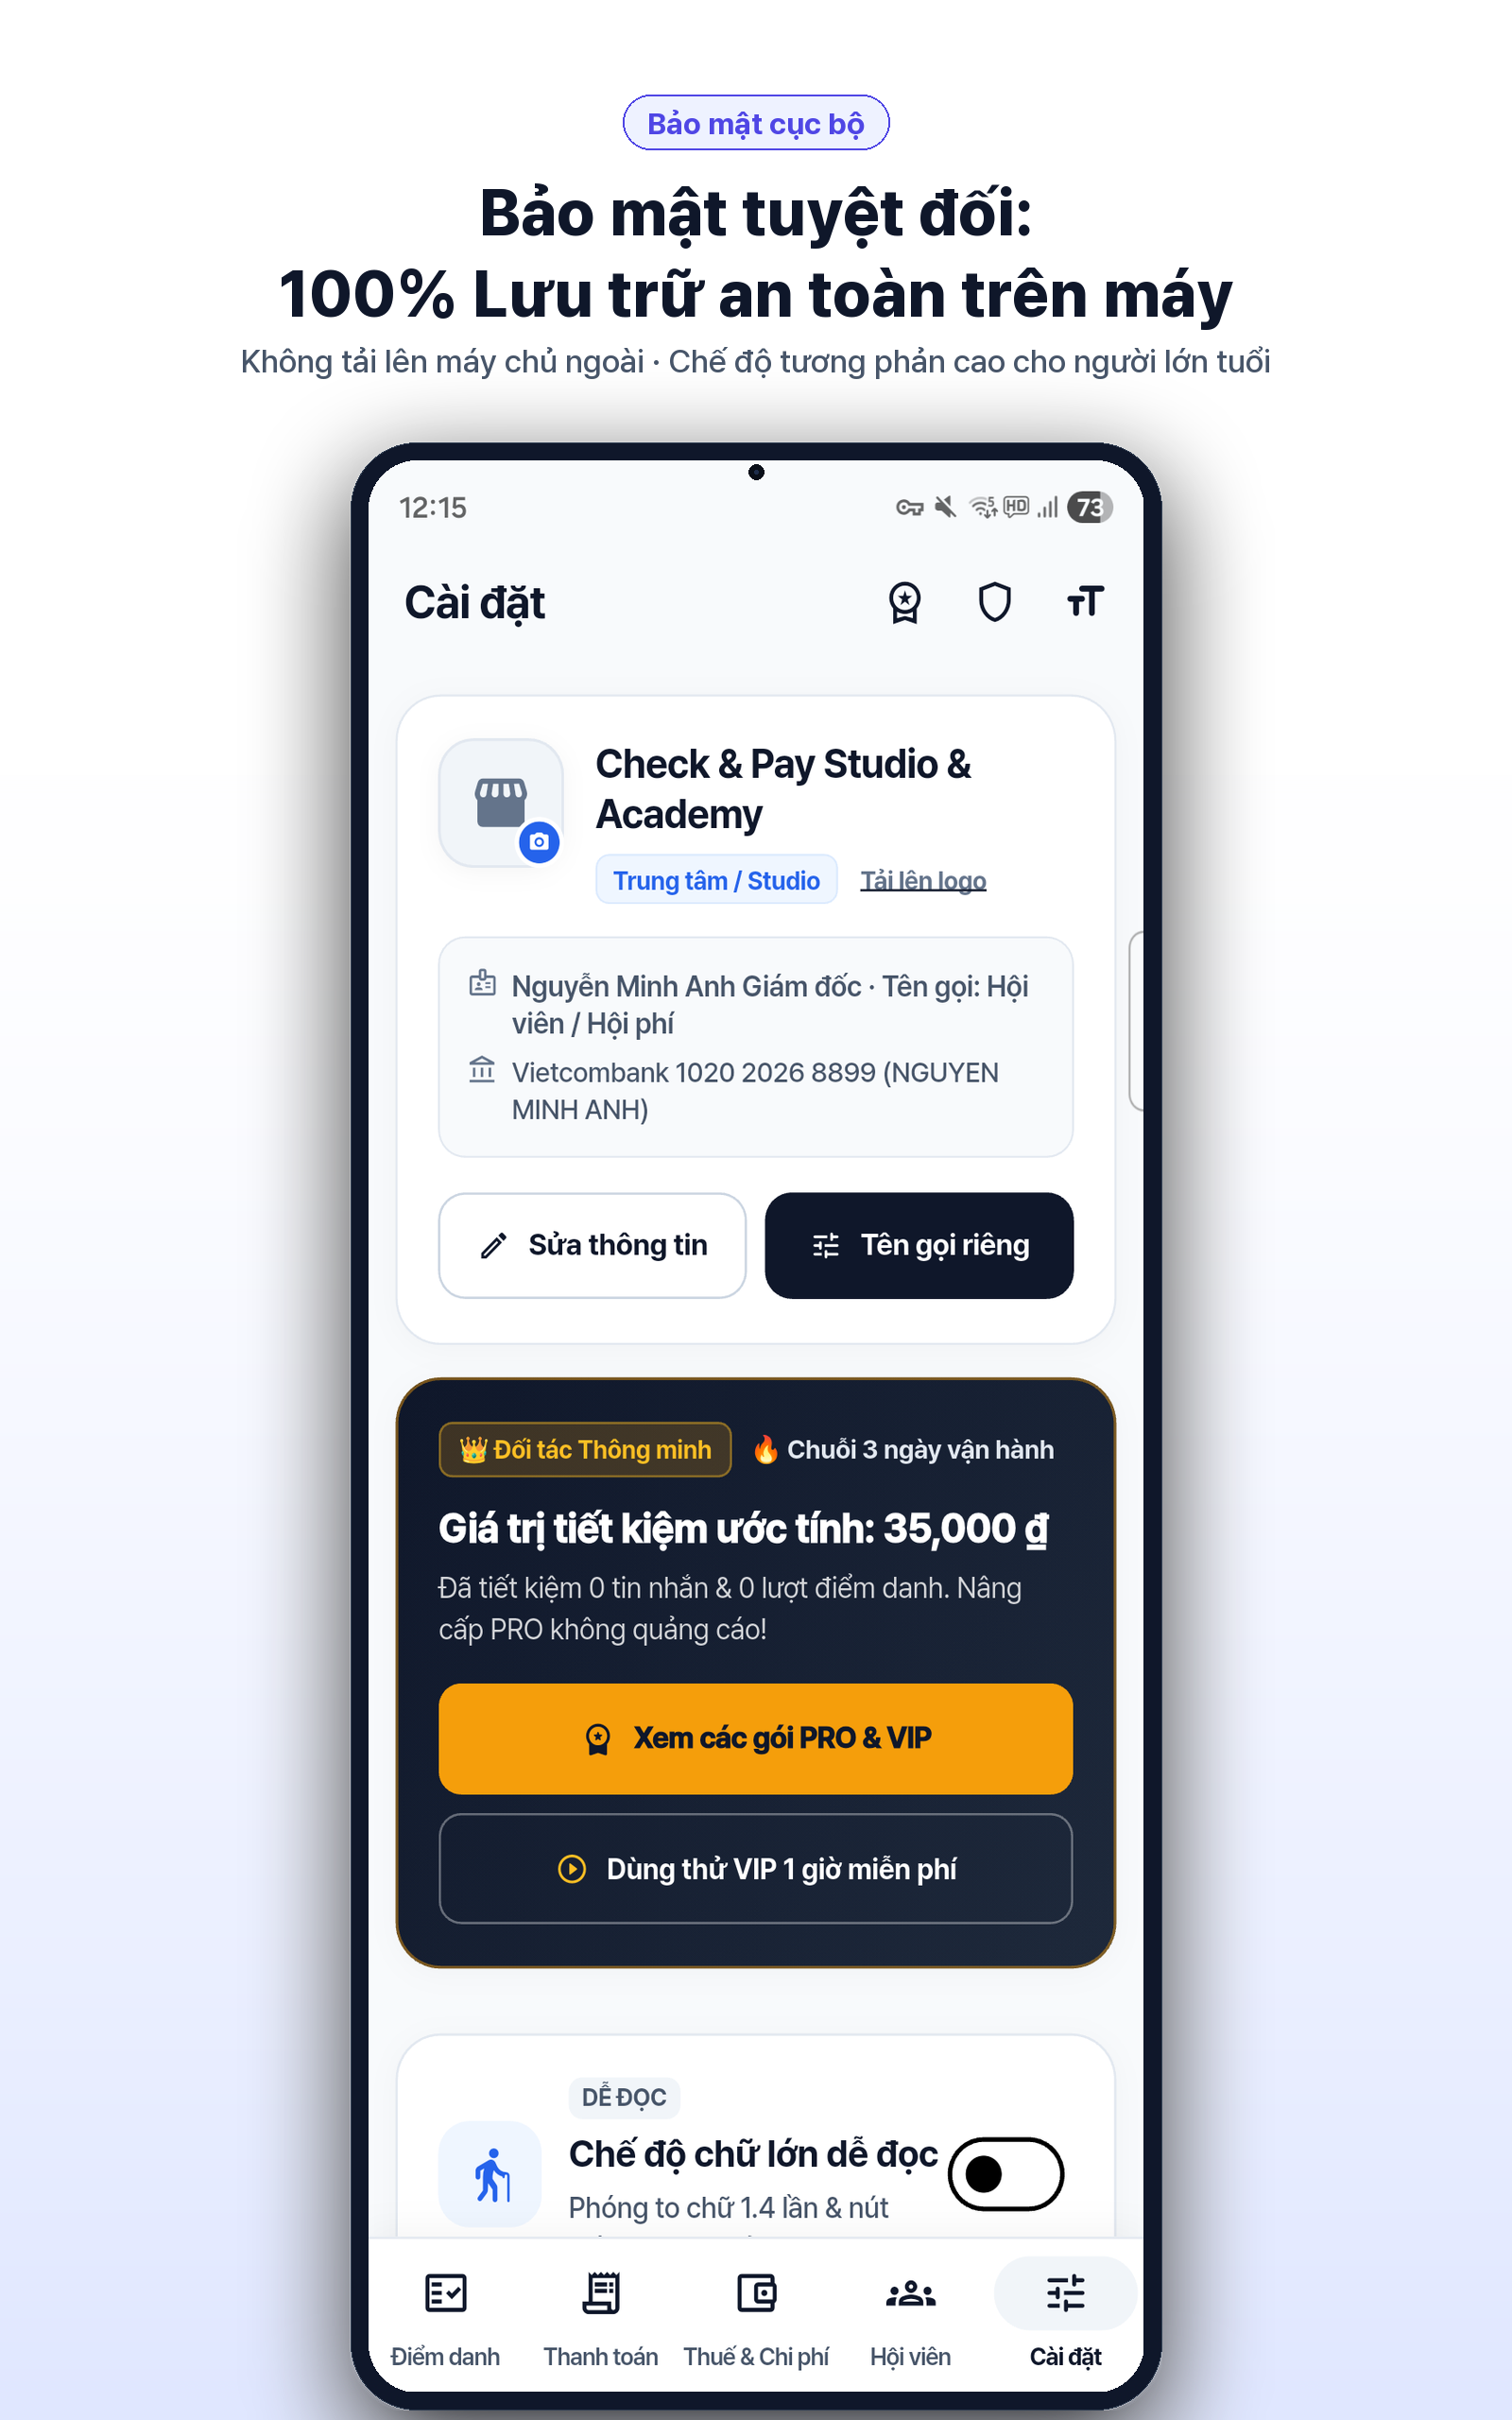 Bảo mật cục bộ
Bảo mật tuyệt đối:
100% Lưu trữ an toàn trên máy
Không tải lên máy chủ ngoài · Chế độ tương phản cao cho người lớn tuổi
12:15
5
HD
73
Cài đặt
Check & Pay Studio &
Academy
Trung tâm / Studio
Tải lên logo
Nguyễn Minh Anh Giám đốc · Tên gọi: Hội
viên / Hội phí
Vietcombank 1020 2026 8899 (NGUYEN
MINH ANH)
Sửa thông tin
Tên gọi riêng
👑 Đối tác Thông minh
🔥 Chuỗi 3 ngày vận hành
Giá trị tiết kiệm ước tính: 35,000 ₫
Đã tiết kiệm 0 tin nhắn & 0 lượt điểm danh. Nâng
cấp PRO không quảng cáo!
Xem các gói PRO & VIP
Dùng thử VIP 1 giờ miễn phí
DỄ ĐỌC
Chế độ chữ lớn dễ đọc
Phóng to chữ 1.4 lần & nút
Điểm danh
Thanh toán
Thuế & Chi phí
Hội viên
Cài đặt